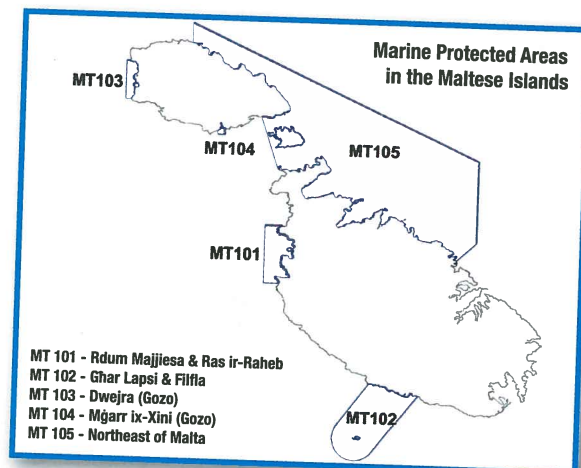 Marine Protected Areas
in the Maltese Islands
MT103
MT104
MT105
MT101
MT102
MT 101 - Rdum Majjiesa & Ras ir-Raheb
MT 102 - Għar Lapsi & Filfla
MT 103 - Dwejra (Gozo)
MT 104 - Mġarr ix-Xini (Gozo)
MT 105 - Northeast of Malta